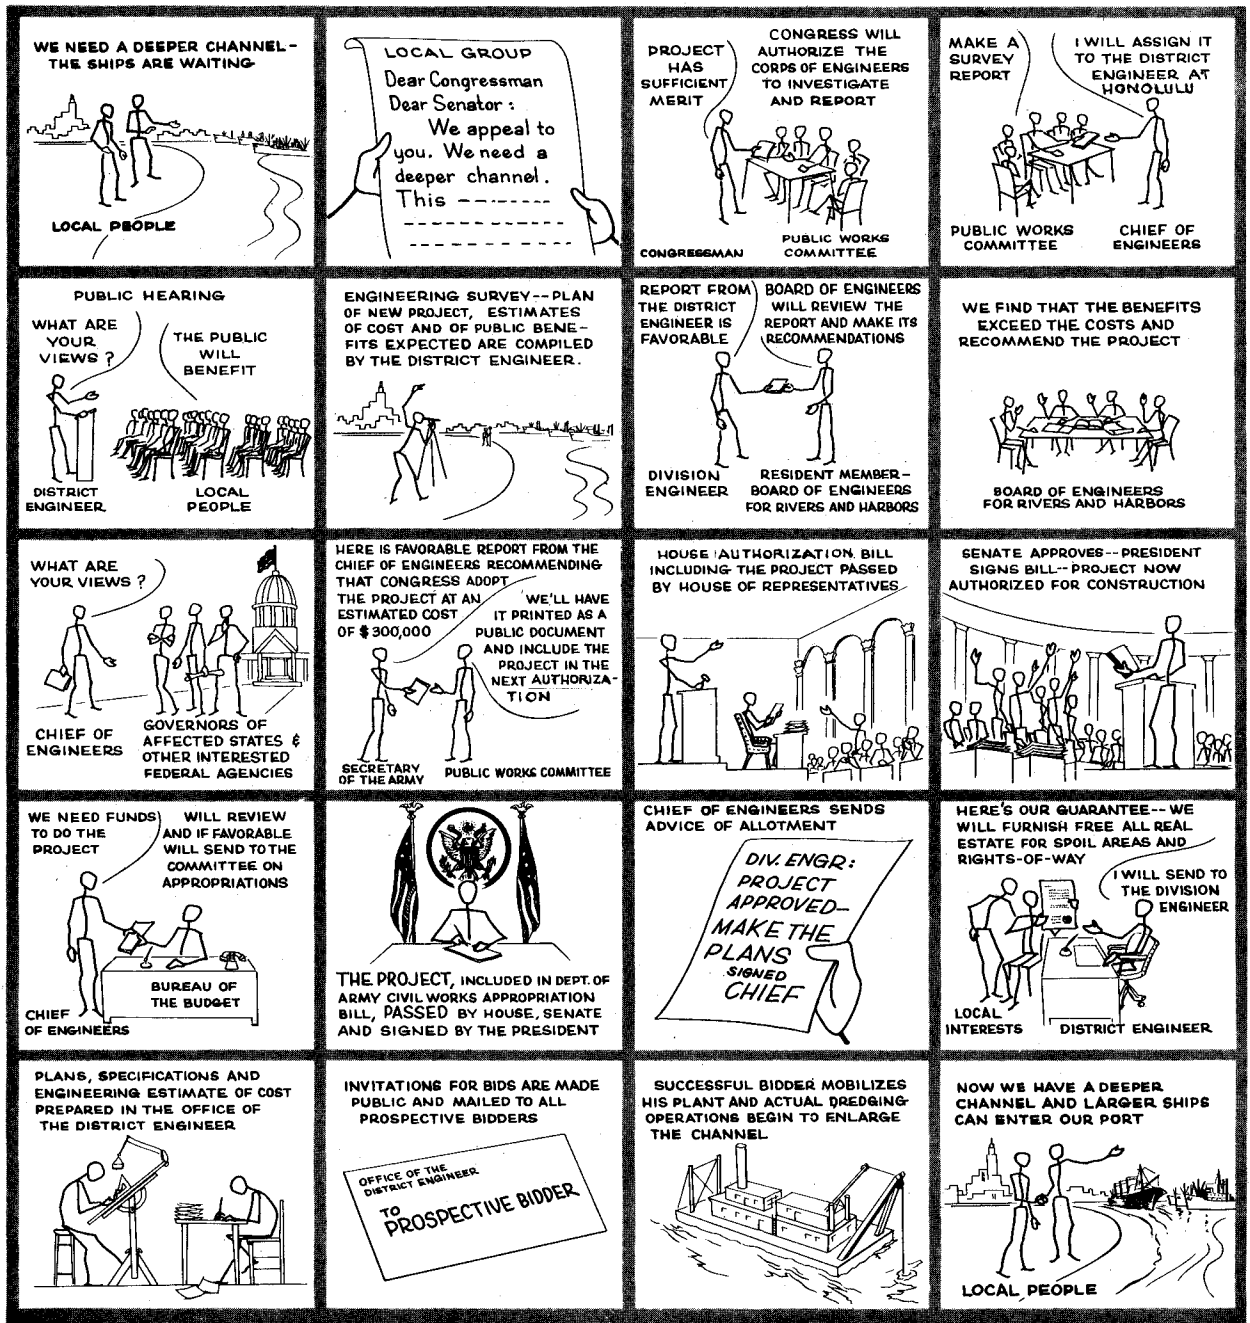 WE NEED A DEEPER CHANNEL-
THE SHIPS ARE WAITING
LOCAL PEOPLE
LOCAL GROUP
Dear Congressman
Dear Senator:
We appeal to
you. We need a
deeper channel.
This
PROJECT
HAS
SUFFICIENT
MERIT
CONGRESS WILL
AUTHORIZE THE
CORPS OF ENGINEERS
TO INVESTIGATE
AND REPORT
CONGRESSMAN
PUBLIC WORKS
COMMITTEE
MAKE A
SURVEY
REPORT
I WILL ASSIGN IT
TO THE DISTRICT
ENGINEER AT
HONOLULU
PUBLIC WORKS
COMMITTEE
CHIEF OF
ENGINEERS
PUBLIC HEARING
WHAT ARE
YOUR
VIEWS?
THE PUBLIC
WILL
BENEFIT
DISTRICT
ENGINEER
LOCAL
PEOPLE
ENGINEERING SURVEY--PLAN
OF NEW PROJECT, ESTIMATES
OF COST AND OF PUBLIC BENE-
FITS EXPECTED ARE COMPILED
BY THE DISTRICT ENGINEER.
REPORT FROM
THE DISTRICT
ENGINEER IS
FAVORABLE
BOARD OF ENGINEERS
WILL REVIEW THE
REPORT AND MAKE ITS
RECOMMENDATIONS
DIVISION
ENGINEER
RESIDENT MEMBER-
BOARD OF ENGINEERS
FOR RIVERS AND HARBORS
WE FIND THAT THE BENEFITS
EXCEED THE COSTS AND
RECOMMEND THE PROJECT
BOARD OF ENGINEERS
FOR RIVERS AND HARBORS
WHAT ARE
YOUR VIEWS?
CHIEF OF
ENGINEERS
GOVERNORS OF
AFFECTED STATES &
OTHER INTERESTED
FEDERAL AGENCIES
HERE IS FAVORABLE REPORT FROM THE
CHIEF OF ENGINEERS RECOMMENDING
THAT CONGRESS ADOPT
THE PROJECT AT AN
ESTIMATED COST
OF $300,000
WE'LL HAVE
IT PRINTED AS A
PUBLIC DOCUMENT
AND INCLUDE THE
PROJECT IN THE
NEXT AUTHORIZA-
TION
SECRETARY
OF THE ARMY
PUBLIC WORKS COMMITTEE
HOUSE AUTHORIZATION BILL
INCLUDING THE PROJECT PASSED
BY HOUSE OF REPRESENTATIVES
SENATE APPROVES--PRESIDENT
SIGNS BILL--PROJECT NOW
AUTHORIZED FOR CONSTRUCTION
WE NEED FUNDS
TO DO THE
PROJECT
WILL REVIEW
AND IF FAVORABLE
WILL SEND TO THE
COMMITTEE ON
APPROPRIATIONS
BUREAU OF
THE BUDGET
CHIEF
OF ENGINEERS
THE PROJECT, INCLUDED IN DEPT. OF
ARMY CIVIL WORKS APPROPRIATION
BILL, PASSED BY HOUSE, SENATE
AND SIGNED BY THE PRESIDENT
CHIEF OF ENGINEERS SENDS
ADVICE OF ALLOTMENT
DIV. ENGR:
PROJECT
APPROVED-
MAKE THE
PLANS
SIGNED
CHIEF
HERE'S OUR GUARANTEE--WE
WILL FURNISH FREE ALL REAL
ESTATE FOR SPOIL AREAS AND
RIGHTS-OF-WAY
I WILL SEND TO
THE DIVISION
ENGINEER
LOCAL
INTERESTS
DISTRICT ENGINEER
PLANS, SPECIFICATIONS AND
ENGINEERING ESTIMATE OF COST
PREPARED IN THE OFFICE OF
THE DISTRICT ENGINEER
INVITATIONS FOR BIDS ARE MADE
PUBLIC AND MAILED TO ALL
PROSPECTIVE BIDDERS
OFFICE OF THE
DISTRICT ENGINEER
TO
PROSPECTIVE BIDDER
SUCCESSFUL BIDDER MOBILIZES
HIS PLANT AND ACTUAL DREDGING
OPERATIONS BEGIN TO ENLARGE
THE CHANNEL
NOW WE HAVE A DEEPER
CHANNEL AND LARGER SHIPS
CAN ENTER OUR PORT
LOCAL PEOPLE